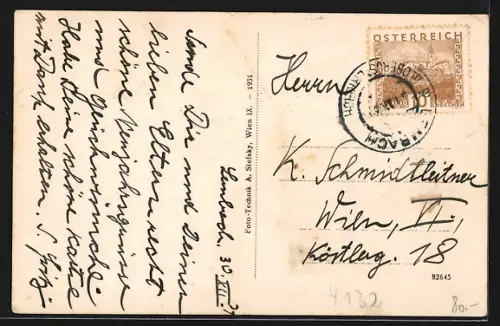 Limbach, 30. XII.
Sende Dir und Deinen
lieben Eltern recht
schöne Neujahrsgrüsse
und Glückwünsche.
Habe Deine schöne Karte
mit Dank erhalten.
Foto-Technik A. Stefsky, Wien IX. - 1931
ÖSTERREICH
Herrn
K. Schmidtleitner
Wien, VI.,
Köstlerg. 18
82645
4132
80.-